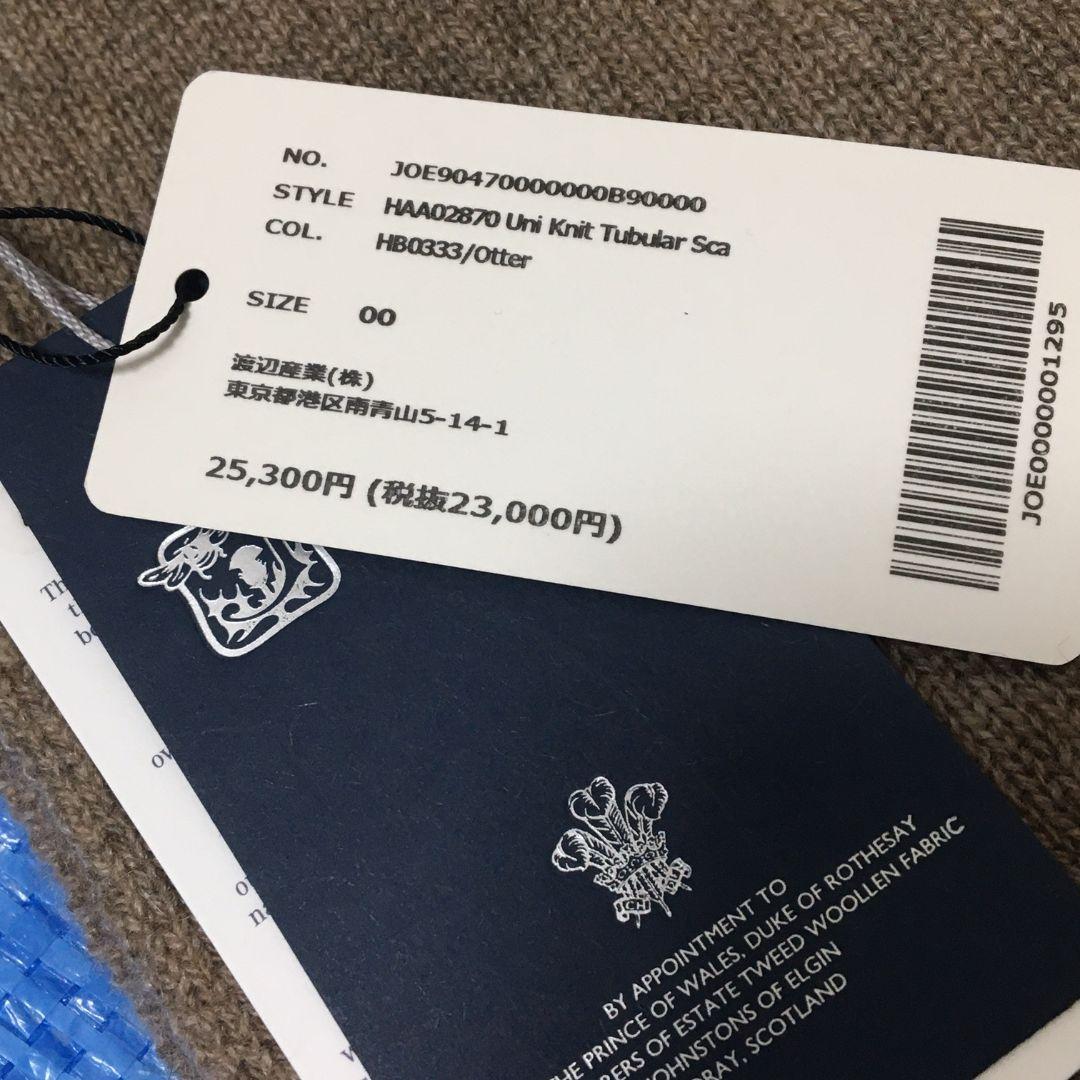 NO. JOE90470000000B90000
STYLE HAA02870 Uni Knit Tubular Sca
COL. HB0333/Otter
SIZE 00
渡辺産業(株)
東京都港区南青山5-14-1
25,300円 (税抜23,000円)
JOE0000001295
ICH
BY APPOINTMENT TO
THE PRINCE OF WALES, DUKE OF ROTHESAY
OF ESTATE TWEED WOOLLEN FABRIC
JOHNSTONS OF ELGIN
SCOTLAND